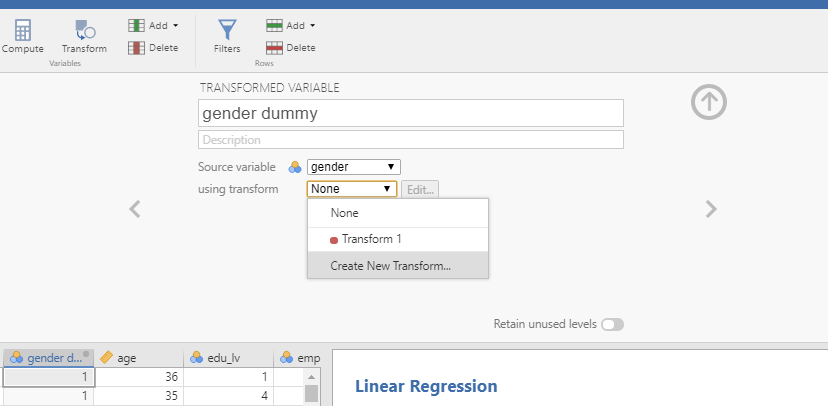 Compute Transform Add Delete Filters Add Delete
Variables Rows
TRANSFORMED VARIABLE
gender dummy
Description
Source variable gender
using transform None Edit...
None
Transform 1
Create New Transform...
Retain unused levels
gender d... age edu_lv emp
1 36 1
1 35 4
Linear Regression